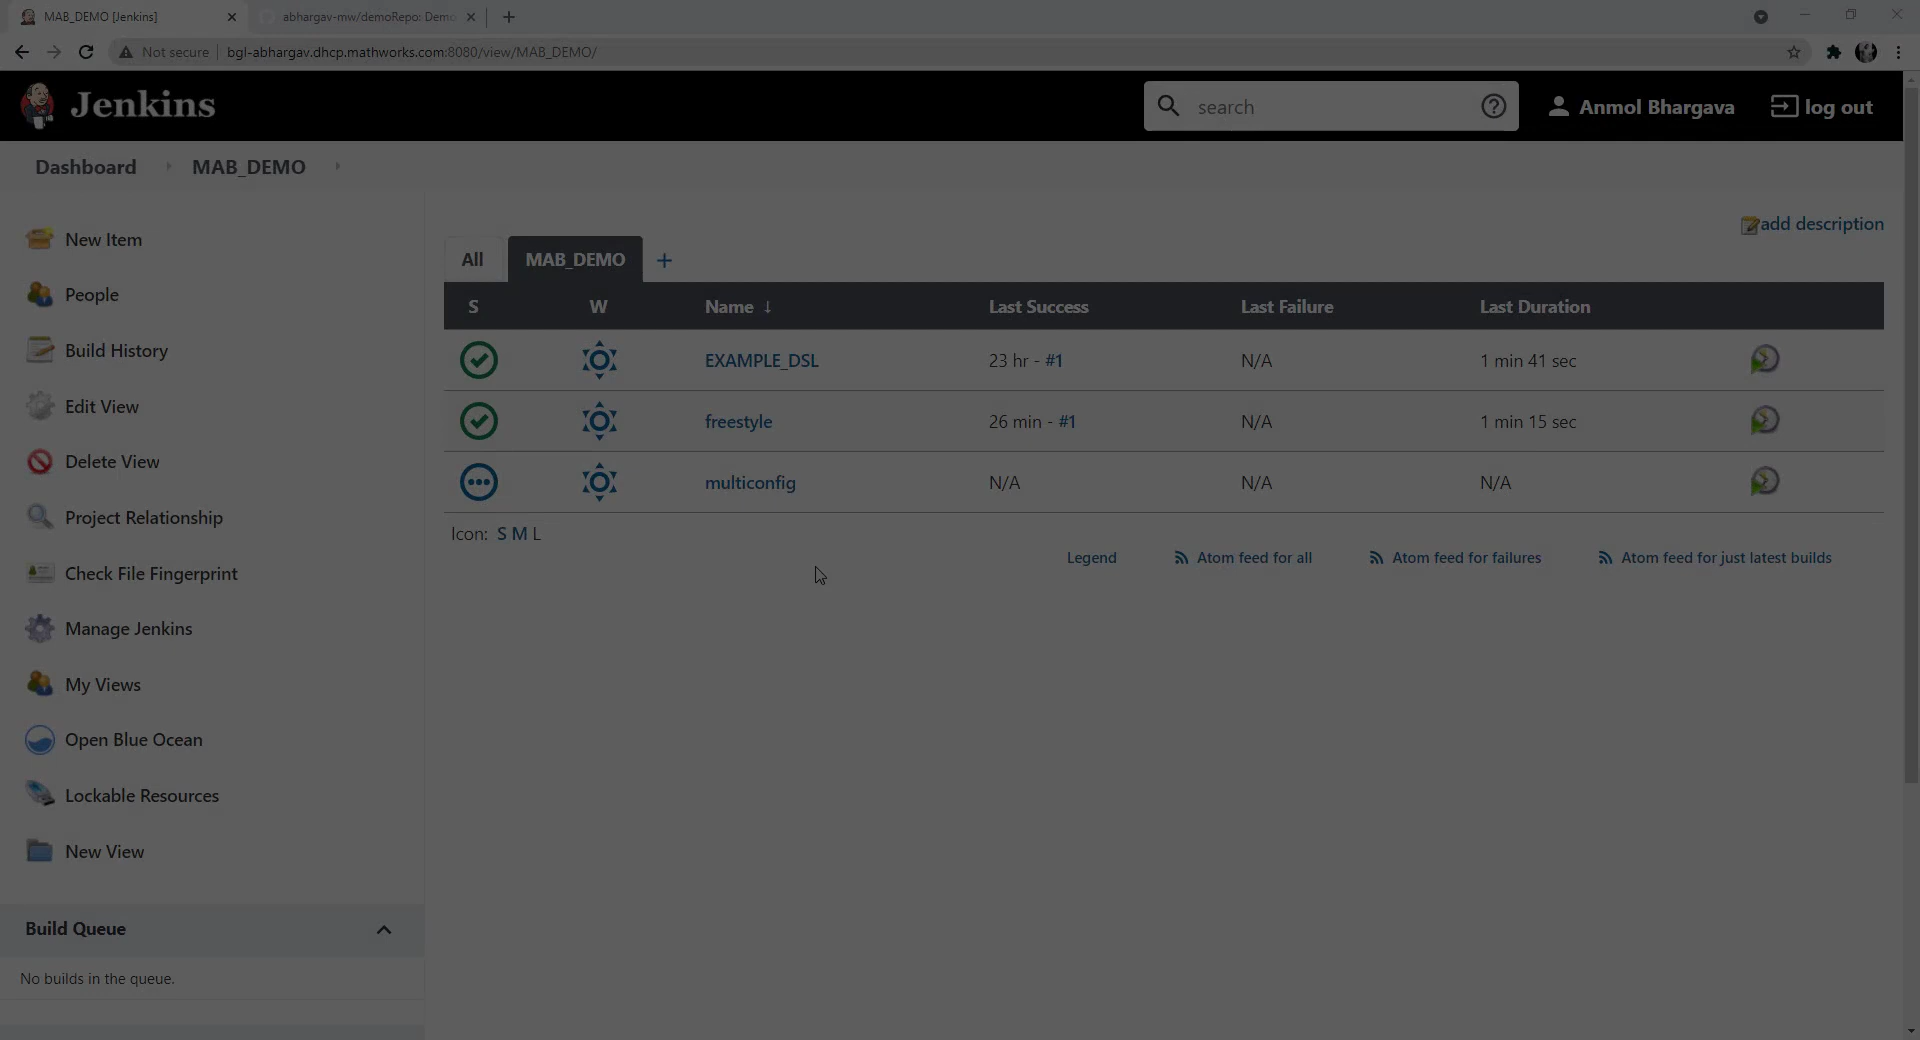 MAB_DEMO [Jenkins]
abhargav-mw/demoRepo: Demo
Not secure
bgl-abhargav.dhcp.mathworks.com:8080/view/MAB_DEMO/
Jenkins
search
Anmol Bhargava
log out
Dashboard
MAB_DEMO
New Item
People
Build History
Edit View
Delete View
Project Relationship
Check File Fingerprint
Manage Jenkins
My Views
Open Blue Ocean
Lockable Resources
New View
Build Queue
No builds in the queue.
add description
All
MAB_DEMO
+
S W Name ↓ Last Success Last Failure Last Duration
EXAMPLE_DSL 23 hr - #1 N/A 1 min 41 sec
freestyle 26 min - #1 N/A 1 min 15 sec
multiconfig N/A N/A N/A
Icon: S M L
Legend Atom feed for all Atom feed for failures Atom feed for just latest builds